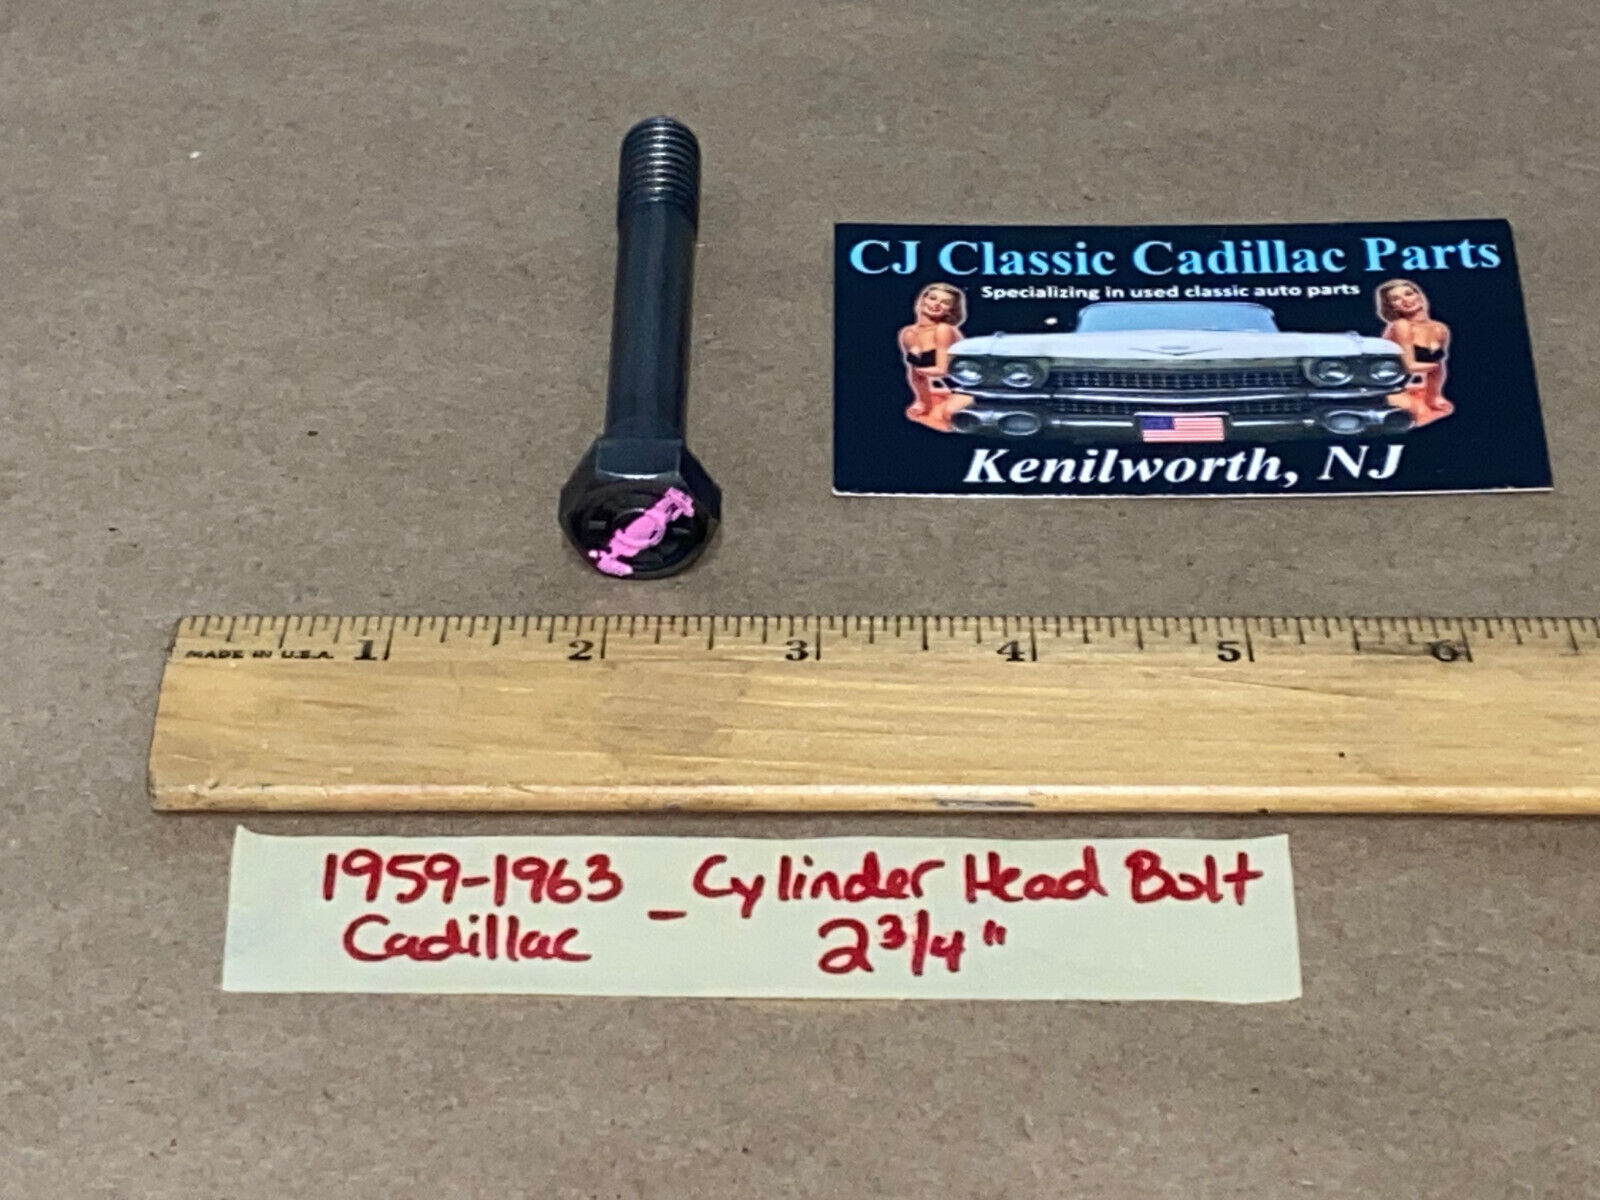 CJ Classic Cadillac Parts
Specializing in used classic auto parts
Kenilworth, NJ
MADE IN U.S.A. 1 2 3 4 5 6
1959-1963 - Cylinder Head Bolt
Cadillac 2 3/4"